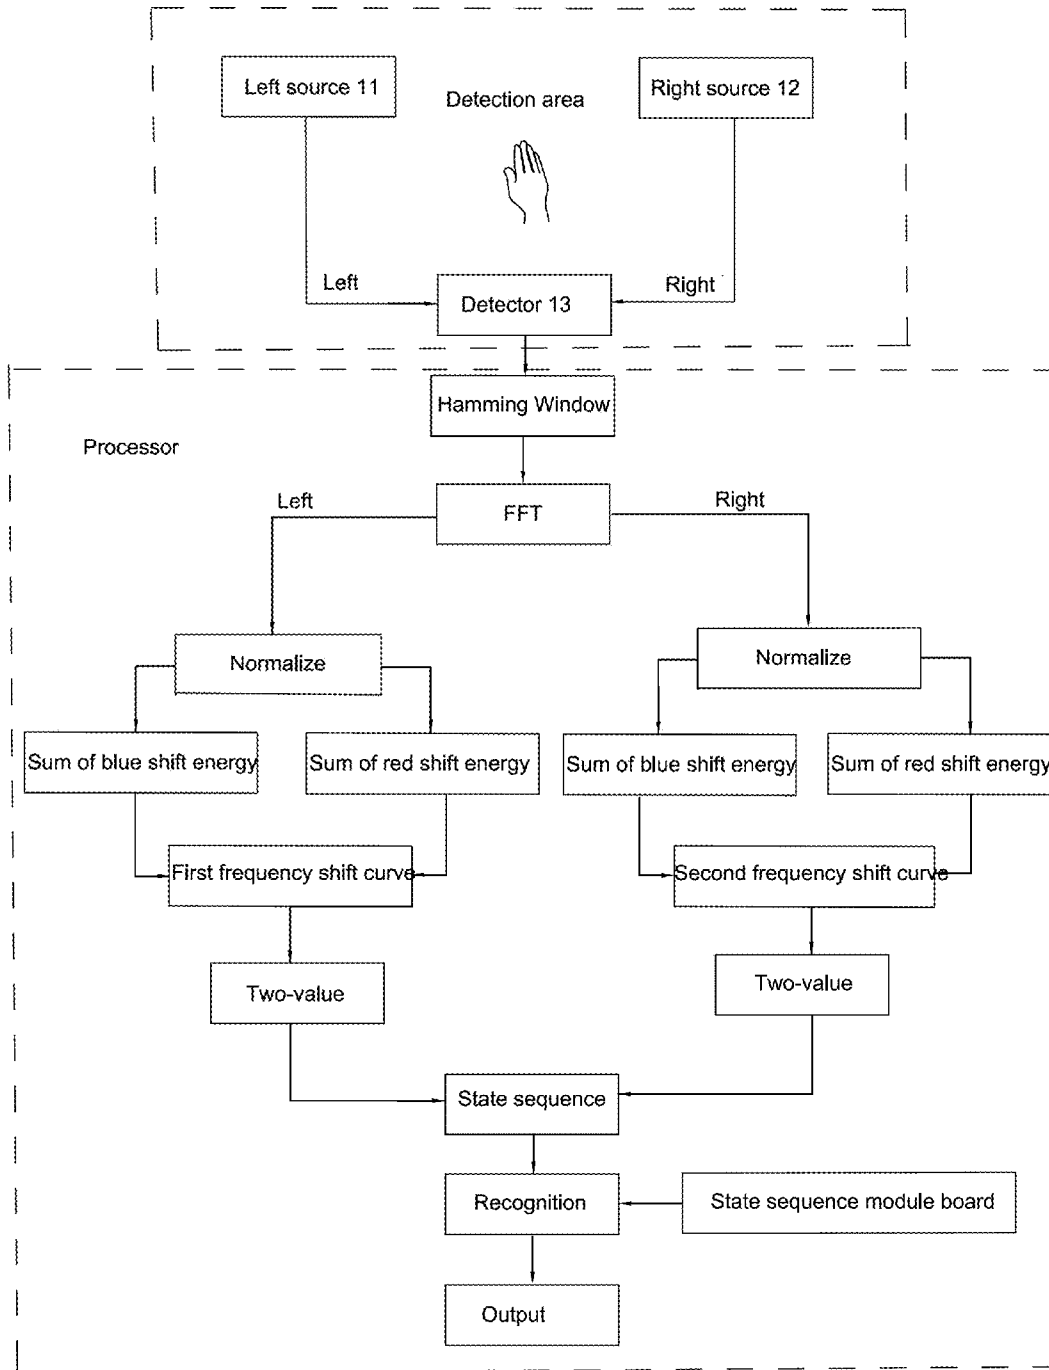 Left source 11
Right source 12
Detection area
Left
Right
Detector 13
Hamming Window
Processor
Left
Right
FFT
Normalize
Normalize
Sum of blue shift energy
Sum of red shift energy
Sum of blue shift energy
Sum of red shift energy
First frequency shift curve
Second frequency shift curve
Two-value
Two-value
State sequence
Recognition
State sequence module board
Output